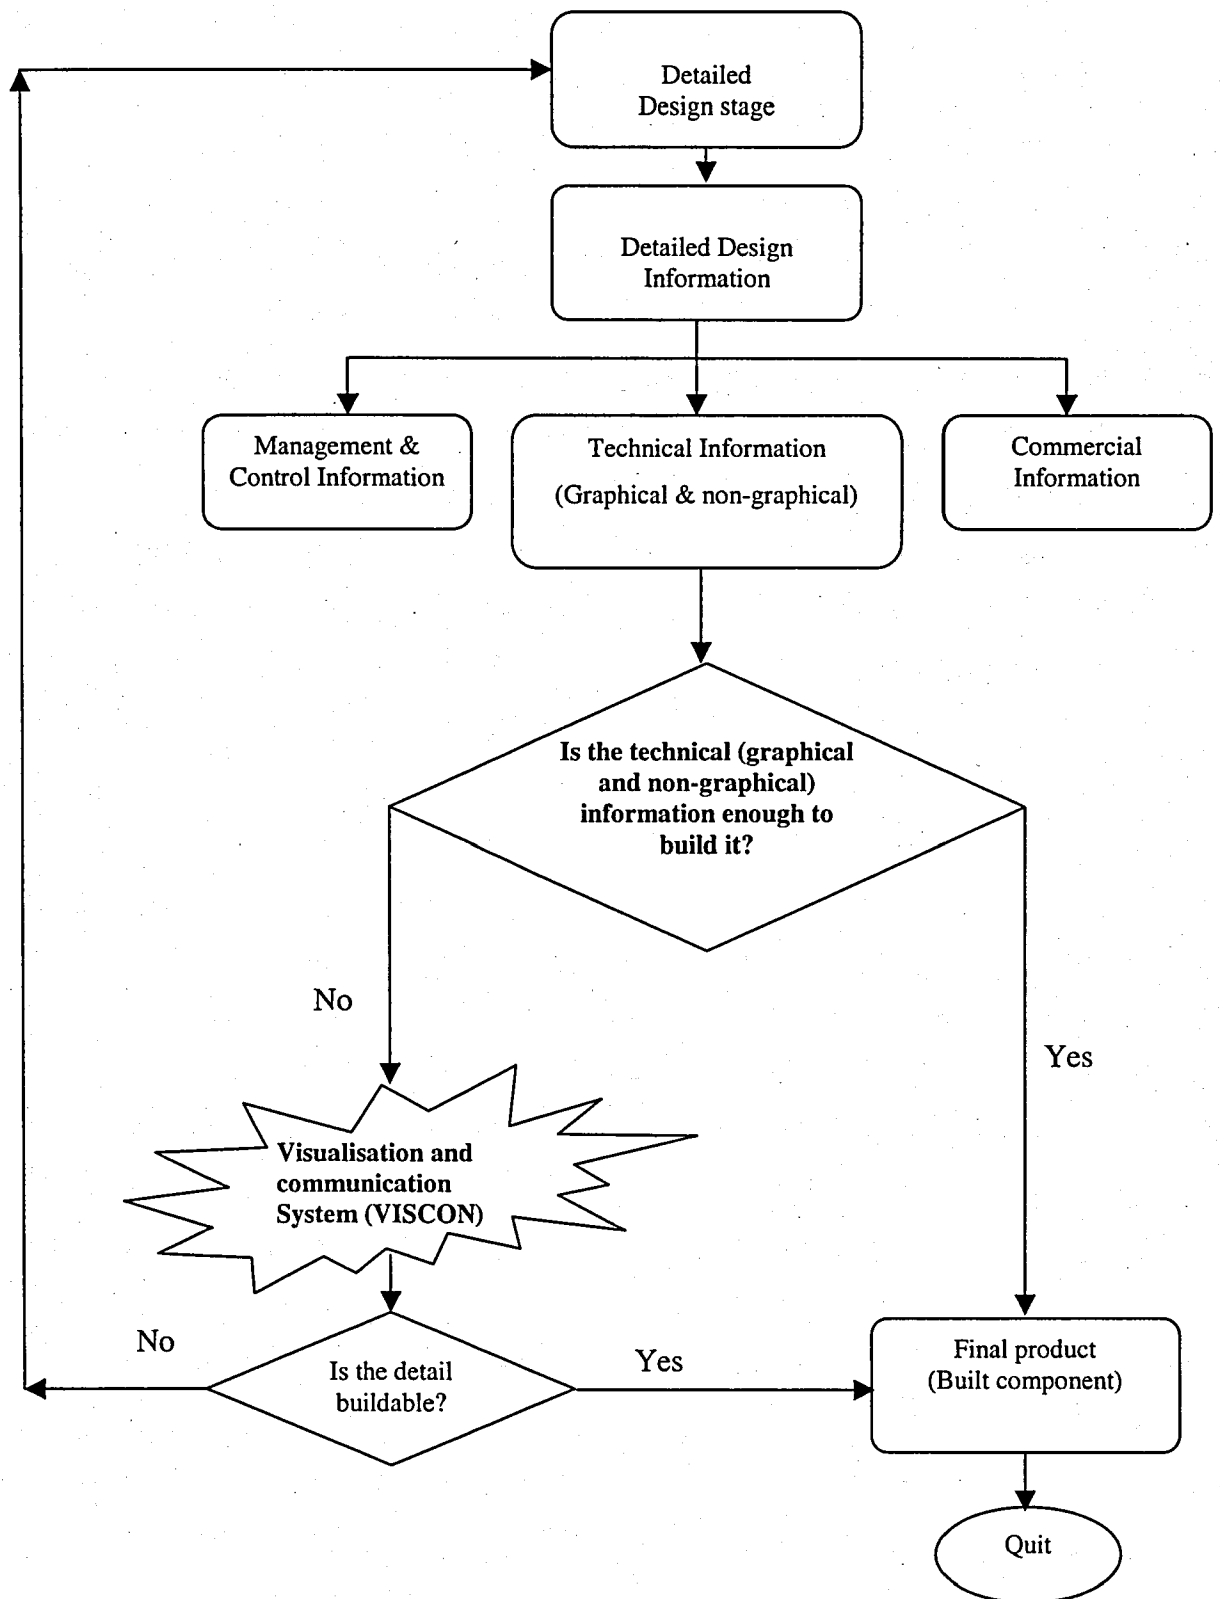 Detailed
Design stage
Detailed Design
Information
Management &
Control Information
Technical Information
(Graphical & non-graphical)
Commercial
Information
Is the technical (graphical
and non-graphical)
information enough to
build it?
No
Yes
Visualisation and
communication
System (VISCON)
No
Is the detail
buildable?
Yes
Final product
(Built component)
Quit